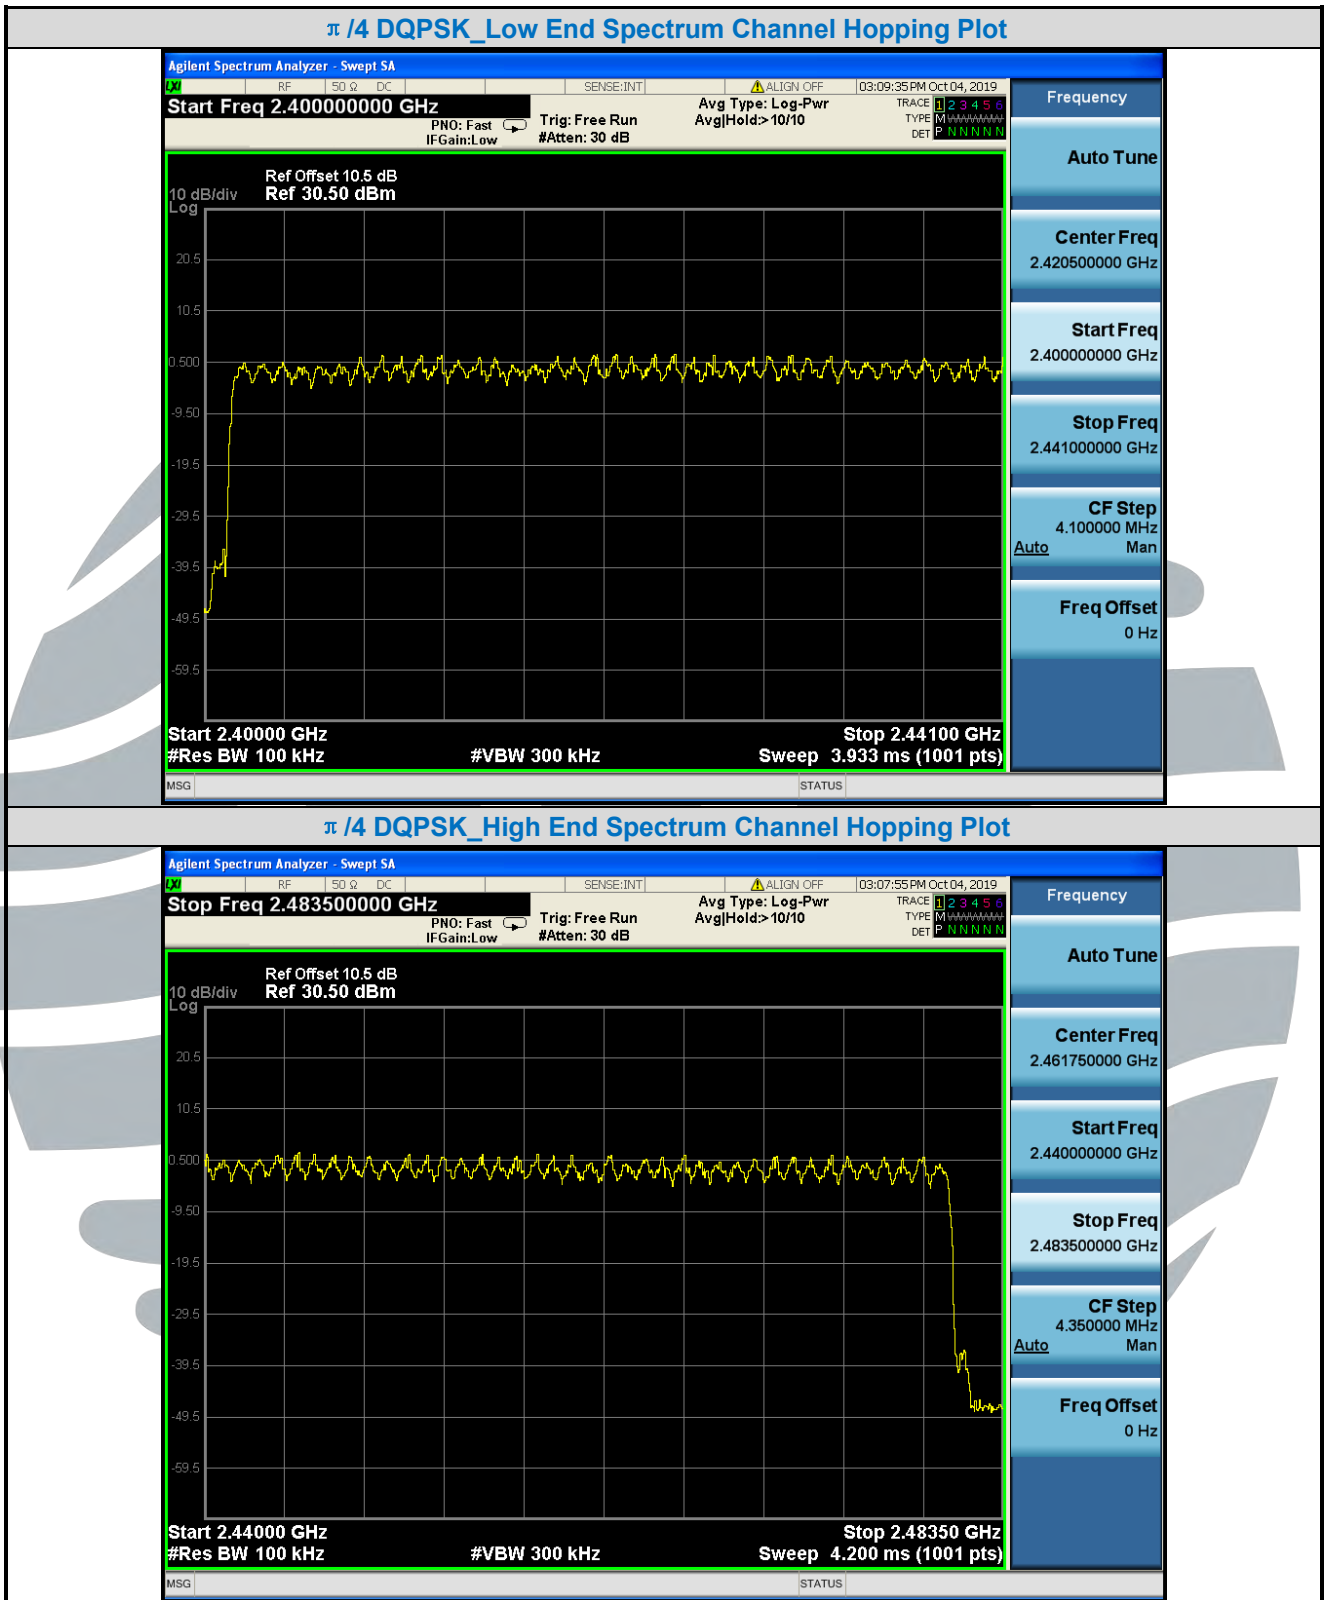 π /4 DQPSK_Low End Spectrum Channel Hopping Plot
Agilent Spectrum Analyzer - Swept SA
LXI RF 50 Ω DC SENSE:INT ALIGN OFF 03:09:35 PM Oct 04, 2019
Start Freq 2.400000000 GHz
PNO: Fast
IFGain:Low
Trig: Free Run
#Atten: 30 dB
Avg Type: Log-Pwr
Avg|Hold:>10/10
TRACE 1 2 3 4 5 6
TYPE M
DET P N N N N N
Frequency
Auto Tune
Center Freq
2.420500000 GHz
Start Freq
2.400000000 GHz
Stop Freq
2.441000000 GHz
CF Step
4.100000 MHz
Auto Man
Freq Offset
0 Hz
Ref Offset 10.5 dB
10 dB/div Ref 30.50 dBm
Log
20.5
10.5
0.500
-9.50
-19.5
-29.5
-39.5
-49.5
-59.5
Start 2.40000 GHz Stop 2.44100 GHz
#Res BW 100 kHz #VBW 300 kHz Sweep 3.933 ms (1001 pts)
MSG STATUS
π /4 DQPSK_High End Spectrum Channel Hopping Plot
Agilent Spectrum Analyzer - Swept SA
LXI RF 50 Ω DC SENSE:INT ALIGN OFF 03:07:55 PM Oct 04, 2019
Stop Freq 2.483500000 GHz
PNO: Fast
IFGain:Low
Trig: Free Run
#Atten: 30 dB
Avg Type: Log-Pwr
Avg|Hold:>10/10
TRACE 1 2 3 4 5 6
TYPE M
DET P N N N N N
Frequency
Auto Tune
Center Freq
2.461750000 GHz
Start Freq
2.440000000 GHz
Stop Freq
2.483500000 GHz
CF Step
4.350000 MHz
Auto Man
Freq Offset
0 Hz
Ref Offset 10.5 dB
10 dB/div Ref 30.50 dBm
Log
20.5
10.5
0.500
-9.50
-19.5
-29.5
-39.5
-49.5
-59.5
Start 2.44000 GHz Stop 2.48350 GHz
#Res BW 100 kHz #VBW 300 kHz Sweep 4.200 ms (1001 pts)
MSG STATUS